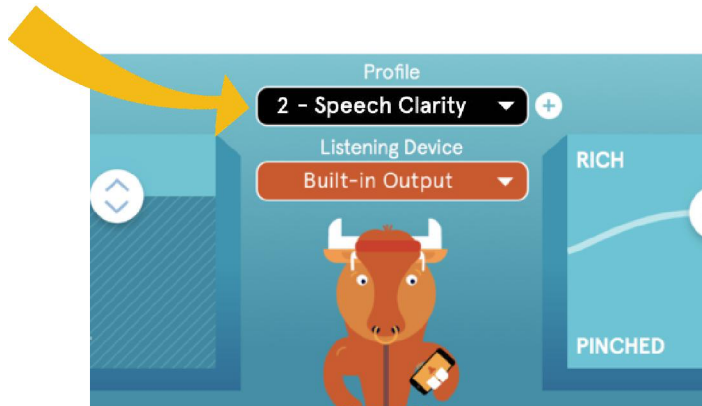 Profile
2 - Speech Clarity
+
Listening Device
Built-in Output
RICH
PINCHED